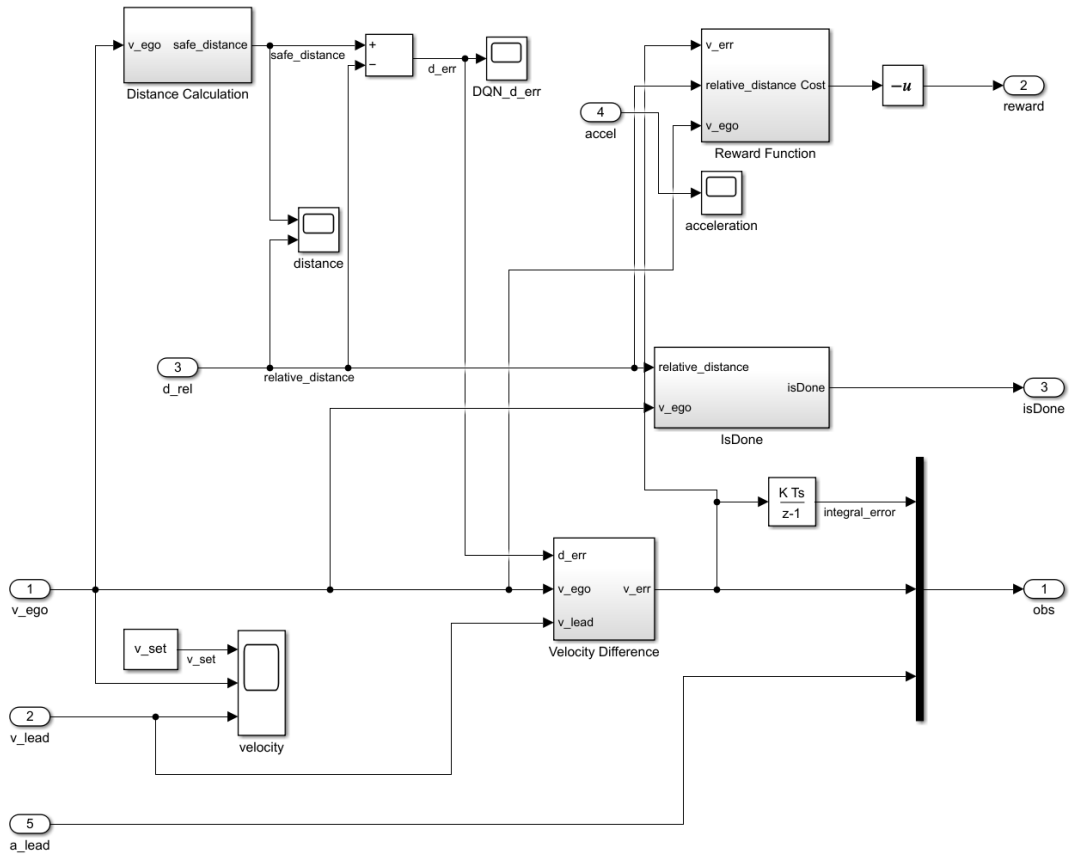 v_ego safe_distance
Distance Calculation
safe_distance
+
−
d_err
DQN_d_err
4
accel
v_err
relative_distance Cost
v_ego
Reward Function
-u
2
reward
acceleration
distance
3
d_rel
relative_distance
relative_distance
isDone
v_ego
IsDone
3
isDone
K Ts
z-1
integral_error
1
v_ego
d_err
v_ego v_err
v_lead
Velocity Difference
1
obs
v_set
v_set
velocity
2
v_lead
5
a_lead